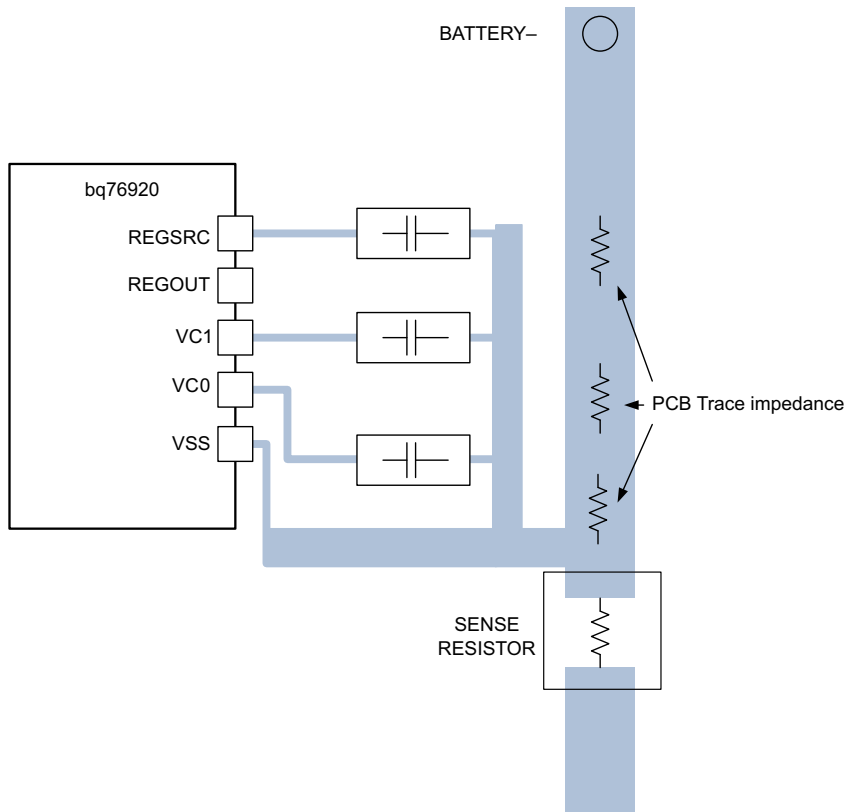 BATTERY–
bq76920
REGSRC
REGOUT
VC1
VC0
VSS
PCB Trace impedance
SENSE
RESISTOR